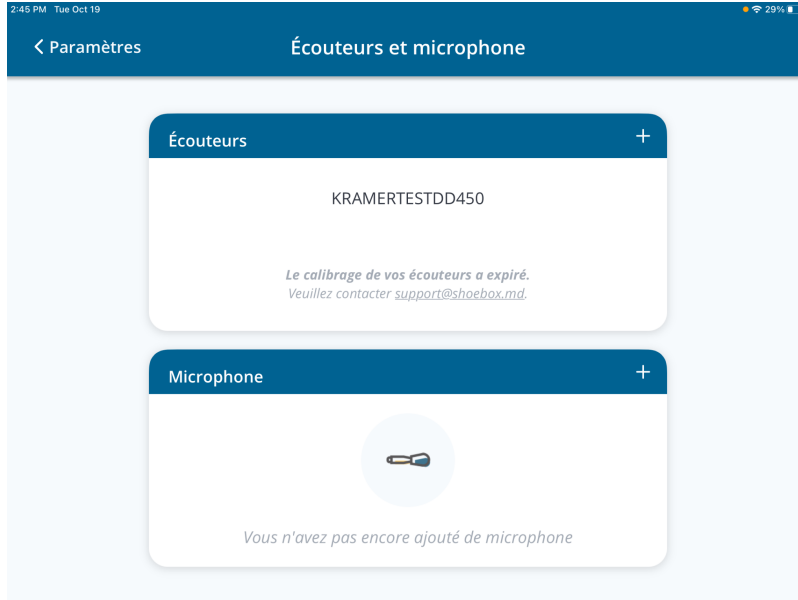 2:45 PM Tue Oct 19
29%
Paramètres
Écouteurs et microphone
Écouteurs
+
KRAMERTESTDD450
Le calibrage de vos écouteurs a expiré.
Veuillez contacter support@shoebox.md.
Microphone
+
Vous n'avez pas encore ajouté de microphone